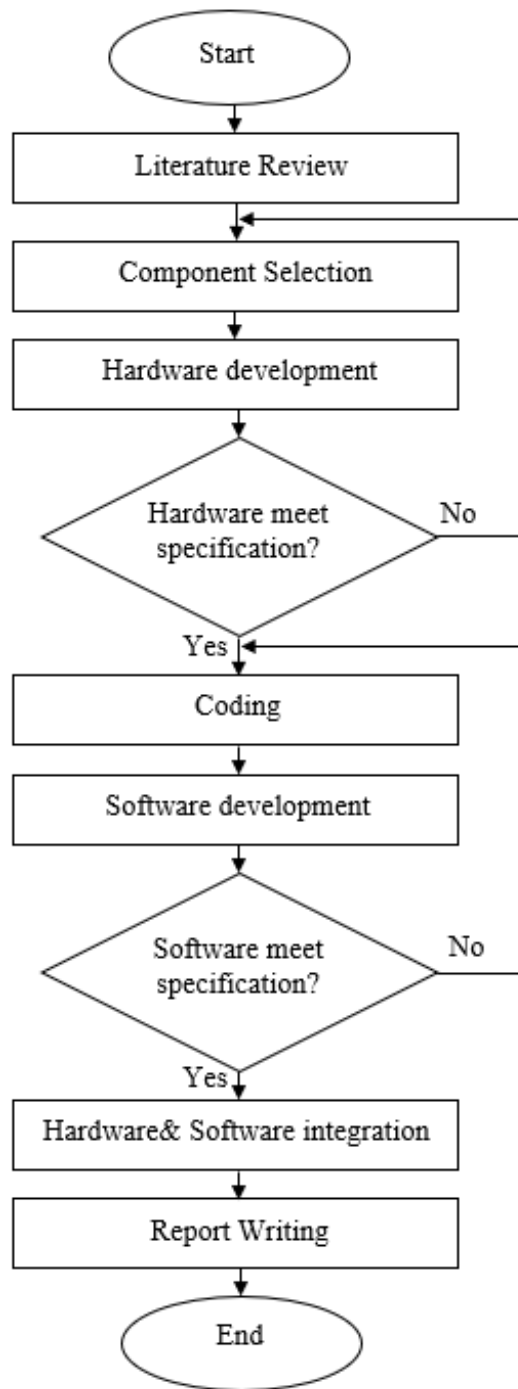 Start
Literature Review
Component Selection
Hardware development
Hardware meet
specification?
No
Yes
Coding
Software development
Software meet
specification?
No
Yes
Hardware& Software integration
Report Writing
End